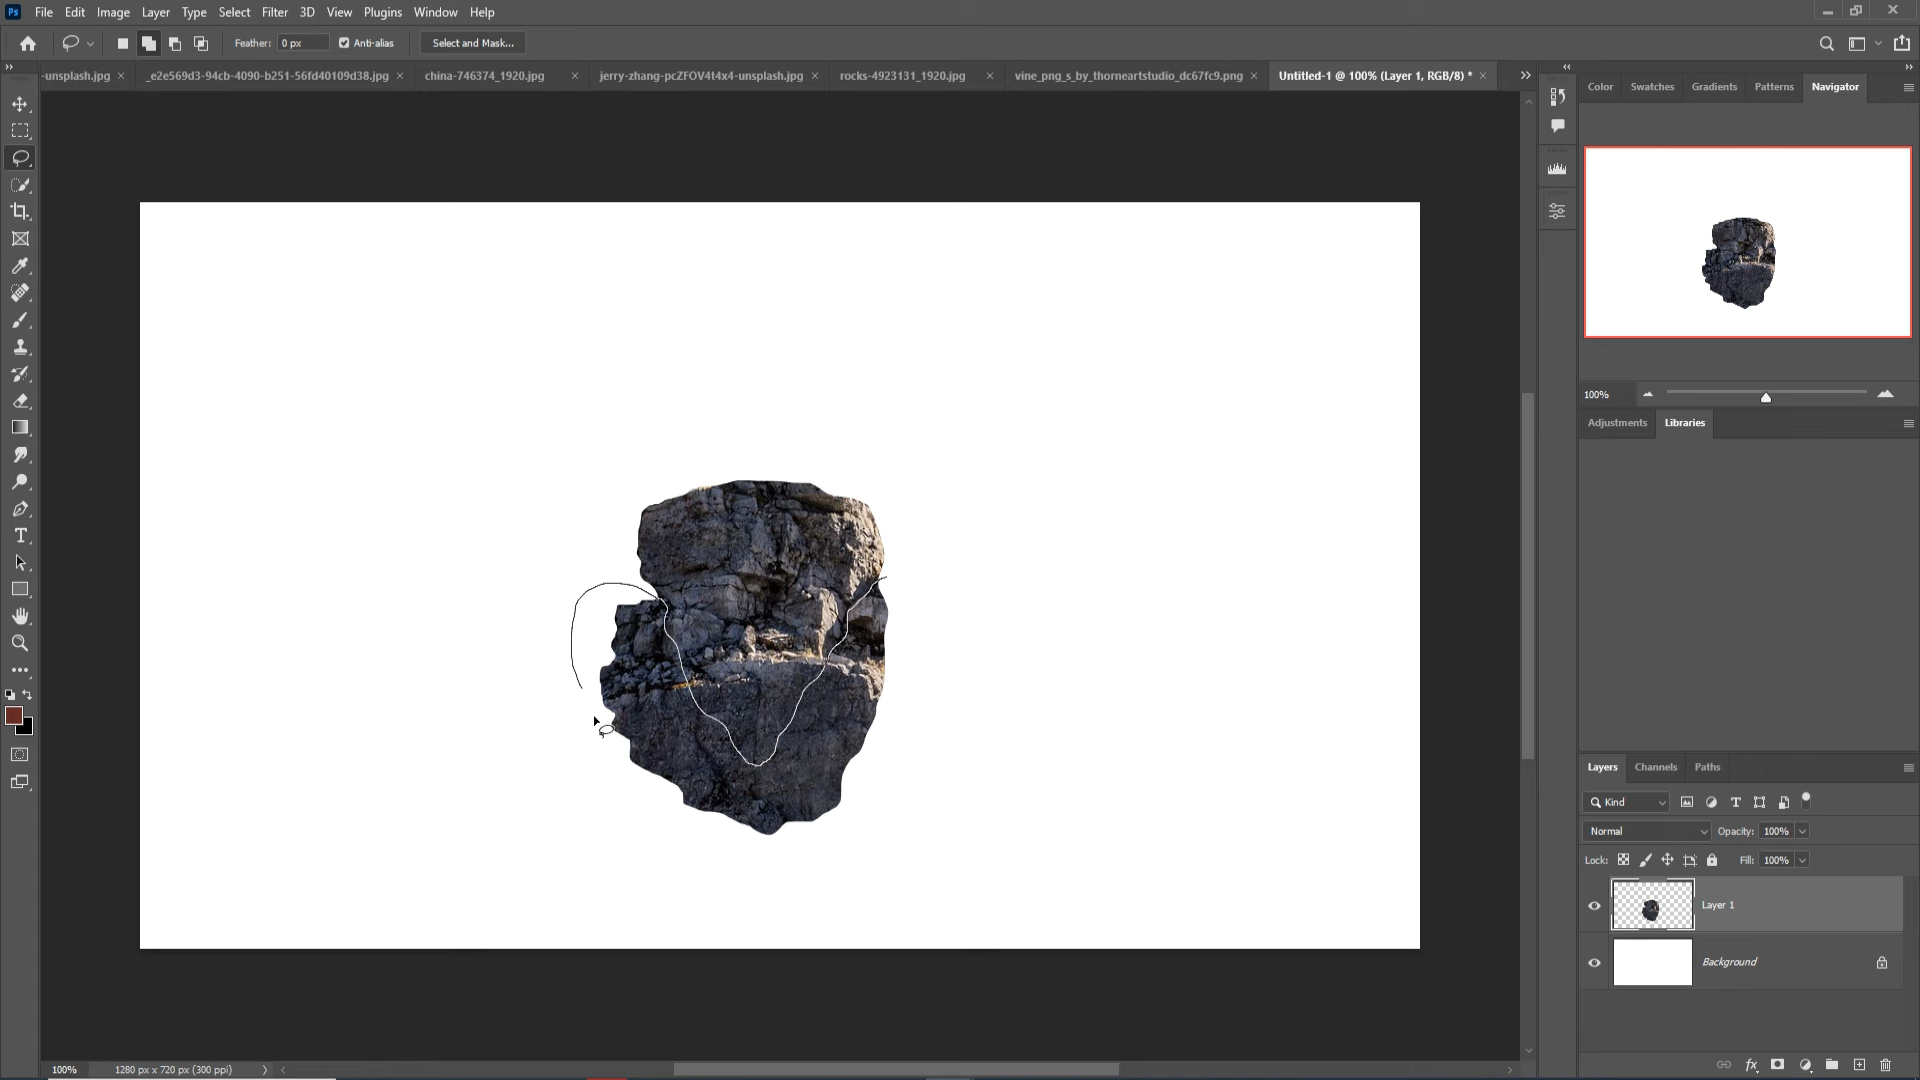 Ps File Edit Image Layer Type Select Filter 3D View Plugins Window Help
Feather: 0 px Anti-alias Select and Mask...
-unsplash.jpg × _e2e569d3-94cb-4090-b251-56fd40109d38.jpg × china-746374_1920.jpg × jerry-zhang-pcZFOV4t4x4-unsplash.jpg × rocks-4923131_1920.jpg × vine_png_s_by_thorneartstudio_dc67fc9.png × Untitled-1 @ 100% (Layer 1, RGB/8) * ×
Color Swatches Gradients Patterns Navigator
100%
Adjustments Libraries
Layers Channels Paths
Kind
Normal Opacity: 100%
Lock: Fill: 100%
Layer 1
Background
100% 1280 px x 720 px (300 ppi)